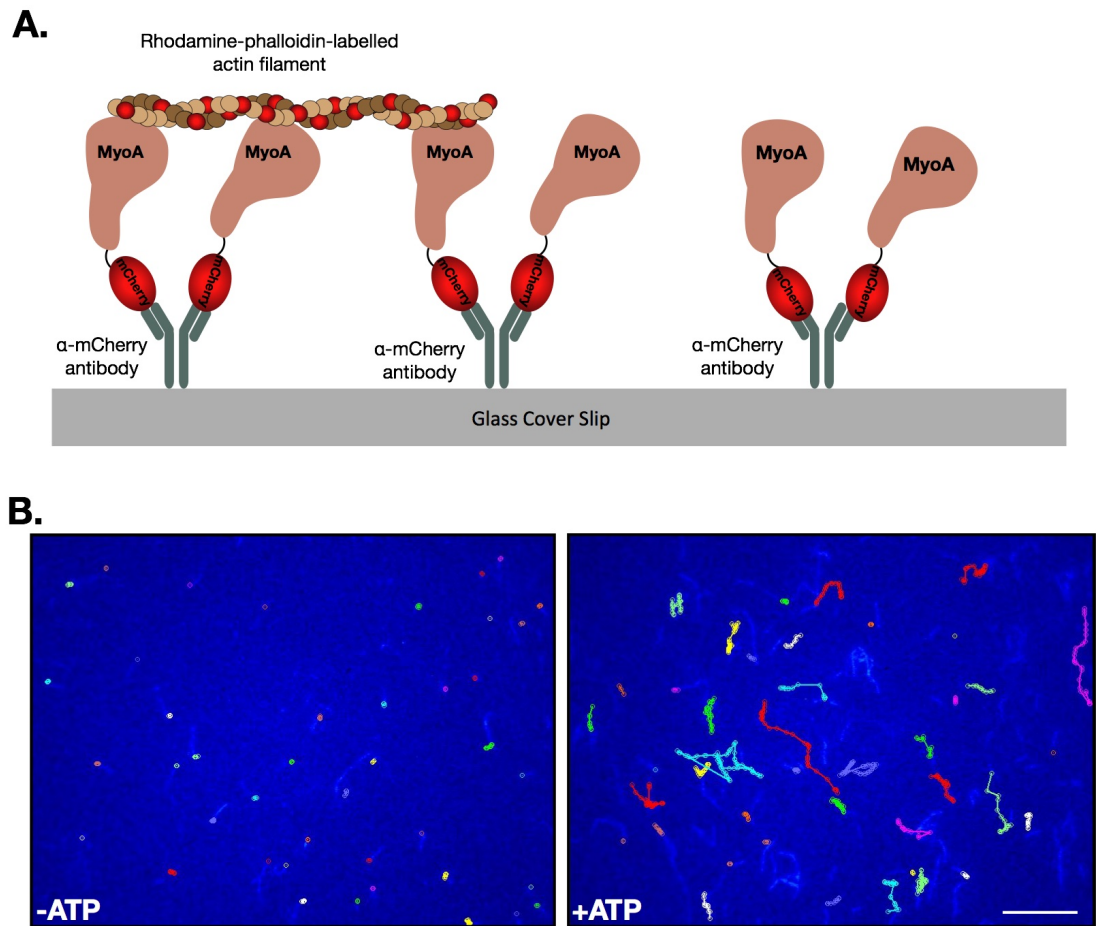 A.
Rhodamine-phalloidin-labelled
actin filament
MyoA
MyoA
MyoA
MyoA
MyoA
MyoA
mCherry
mCherry
mCherry
mCherry
mCherry
mCherry
α-mCherry
antibody
α-mCherry
antibody
α-mCherry
antibody
Glass Cover Slip
B.
-ATP
+ATP